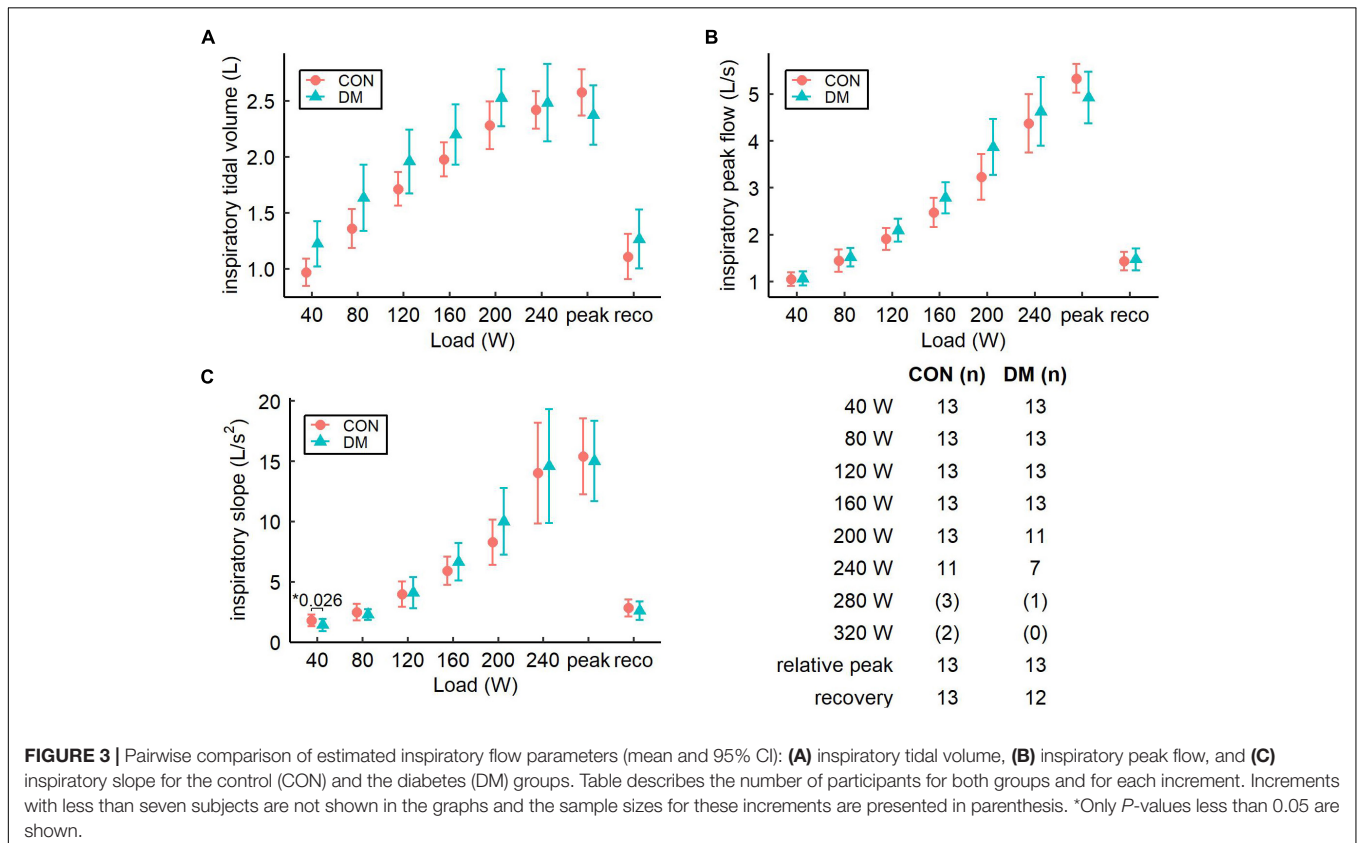 A
inspiratory tidal volume (L)
2.5
2.0
1.5
1.0
CON
DM
40 80 120 160 200 240 peak reco
Load (W)
B
inspiratory peak flow (L/s)
5
4
3
2
1
CON
DM
40 80 120 160 200 240 peak reco
Load (W)
C
inspiratory slope (L/s²)
20
15
10
5
0
CON
DM
*0.026
40 80 120 160 200 240 peak reco
Load (W)
CON (n) DM (n)
40 W 13 13
80 W 13 13
120 W 13 13
160 W 13 13
200 W 13 11
240 W 11 7
280 W (3) (1)
320 W (2) (0)
relative peak 13 13
recovery 13 12
FIGURE 3 | Pairwise comparison of estimated inspiratory flow parameters (mean and 95% CI): (A) inspiratory tidal volume, (B) inspiratory peak flow, and (C)
inspiratory slope for the control (CON) and the diabetes (DM) groups. Table describes the number of participants for both groups and for each increment. Increments
with less than seven subjects are not shown in the graphs and the sample sizes for these increments are presented in parenthesis. *Only P-values less than 0.05 are
shown.